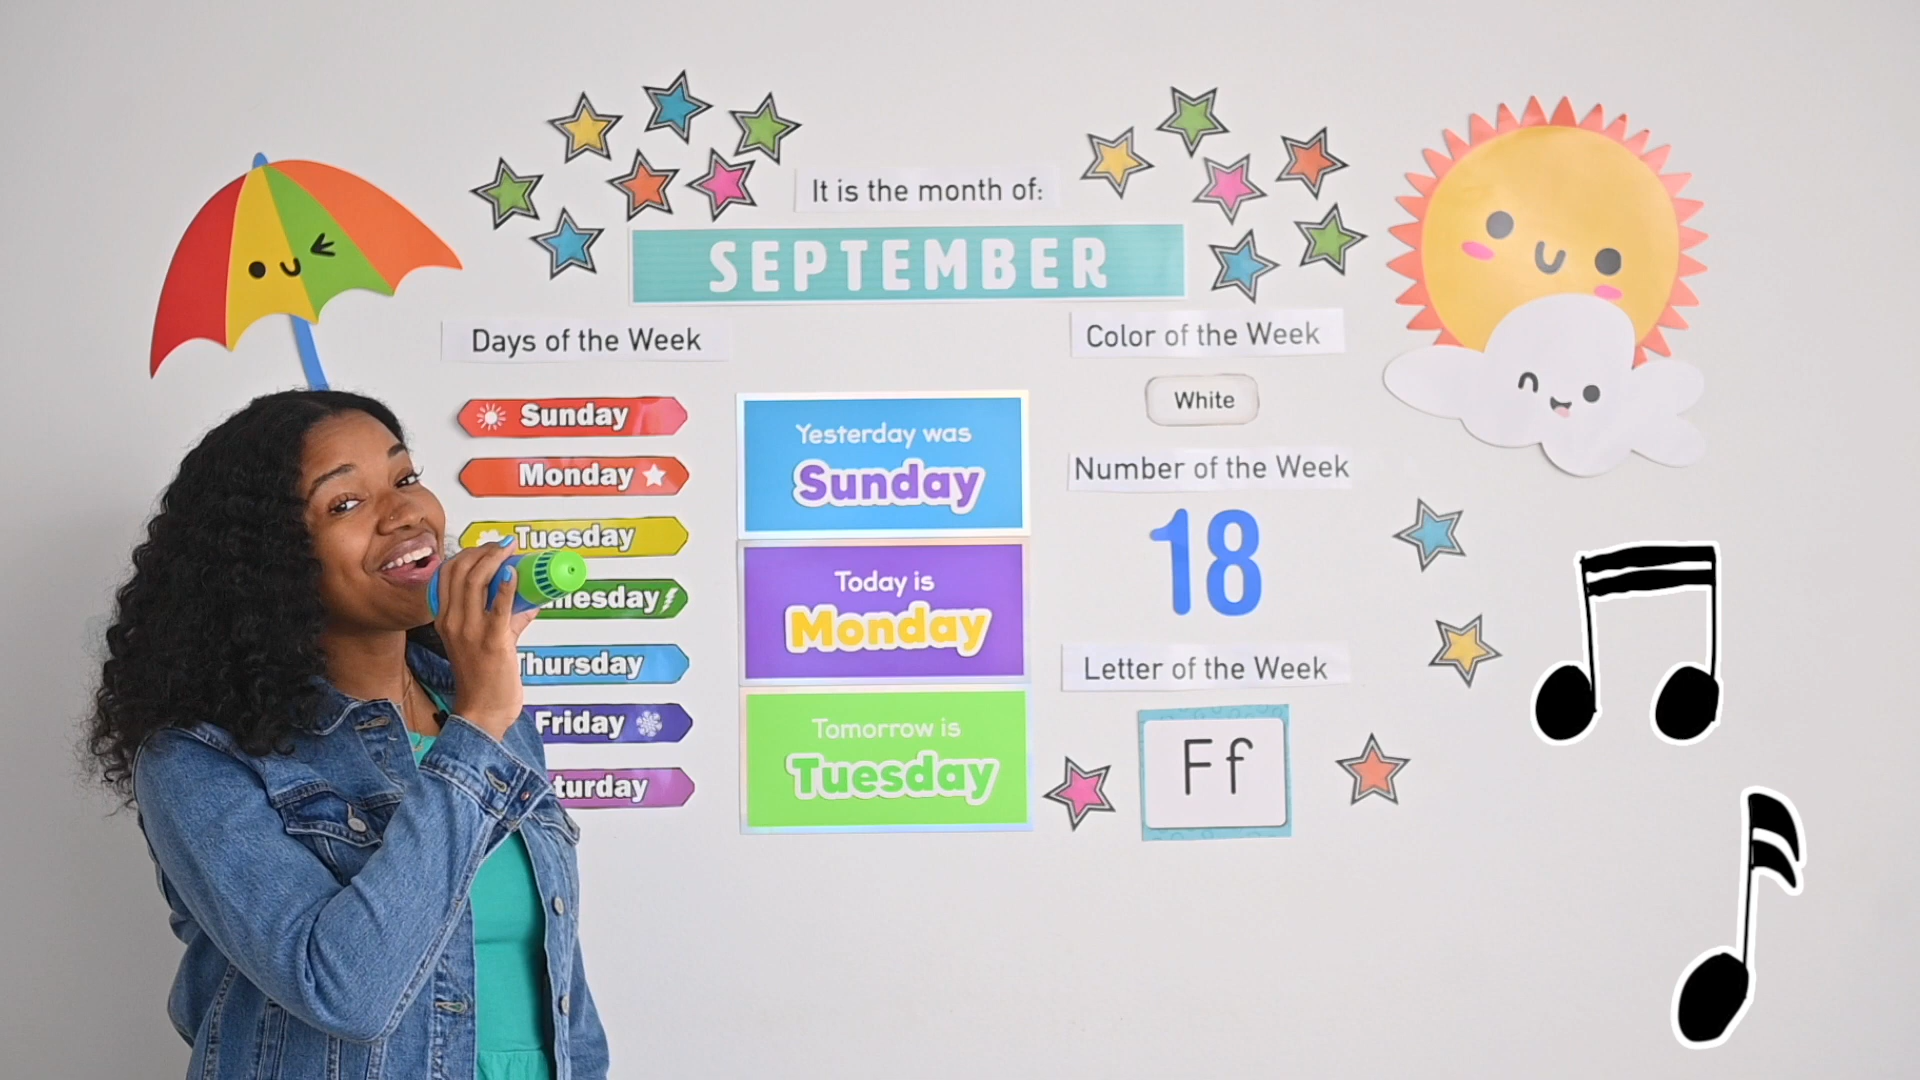 It is the month of:
SEPTEMBER
Days of the Week
Sunday
Monday
Tuesday
Thursday
Friday
Yesterday was
Sunday
Today is
Monday
Tomorrow is
Tuesday
Color of the Week
White
Number of the Week
18
Letter of the Week
Ff